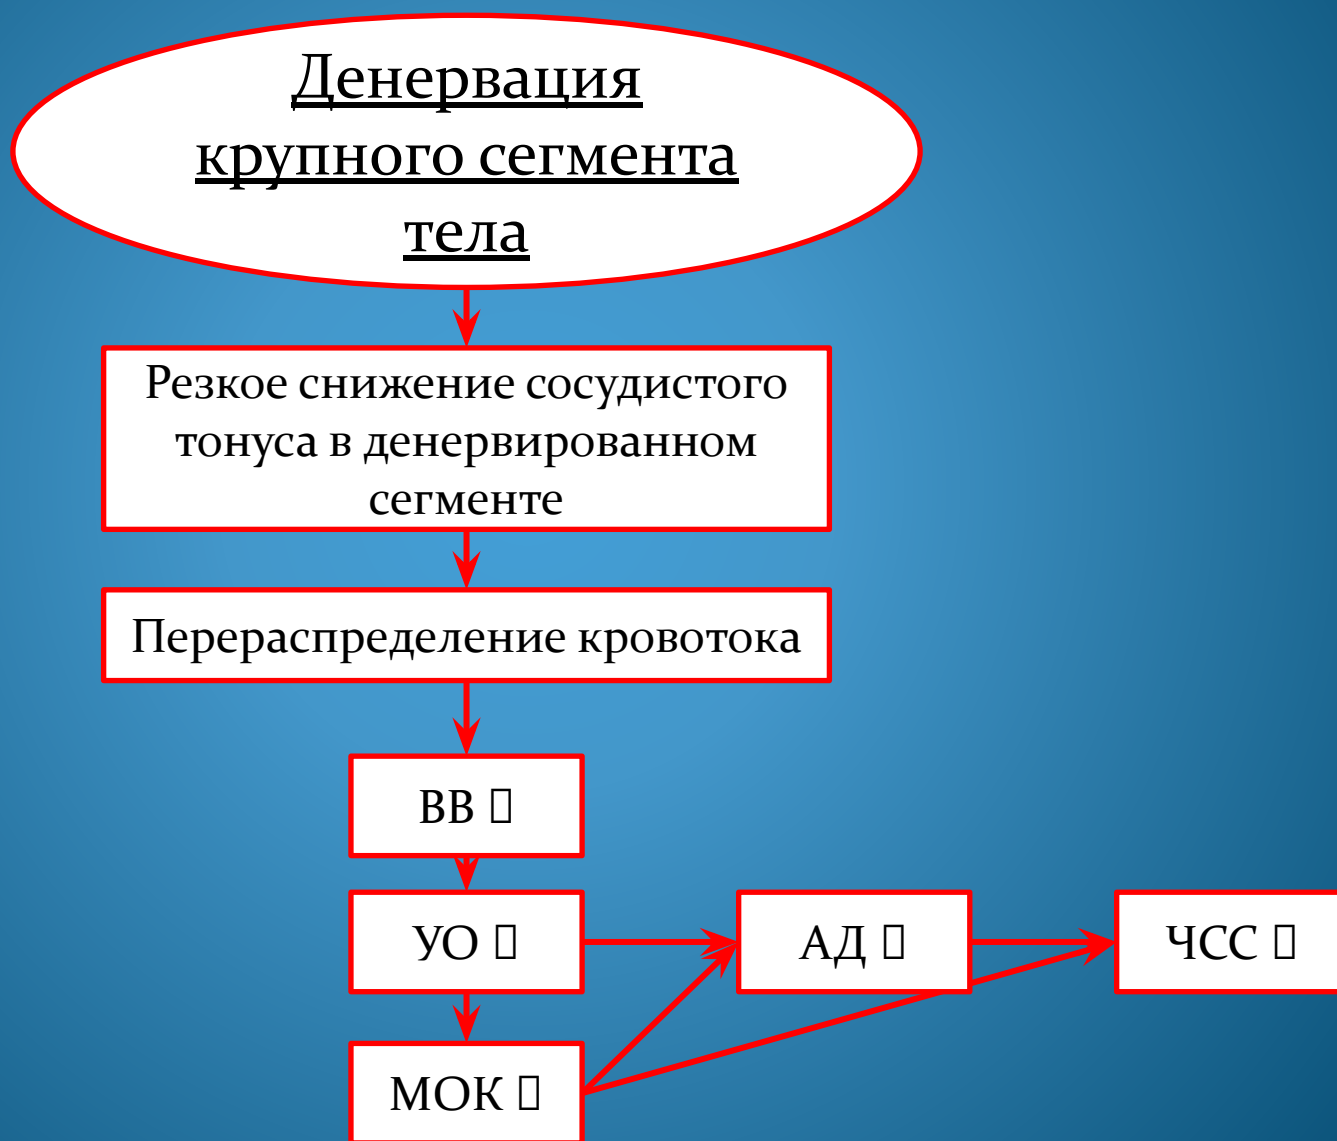 Денервация
крупного сегмента
тела
Резкое снижение сосудистого
тонуса в денервированном
сегменте
Перераспределение кровотока
ВВ 
УО 
АД 
ЧСС 
МОК